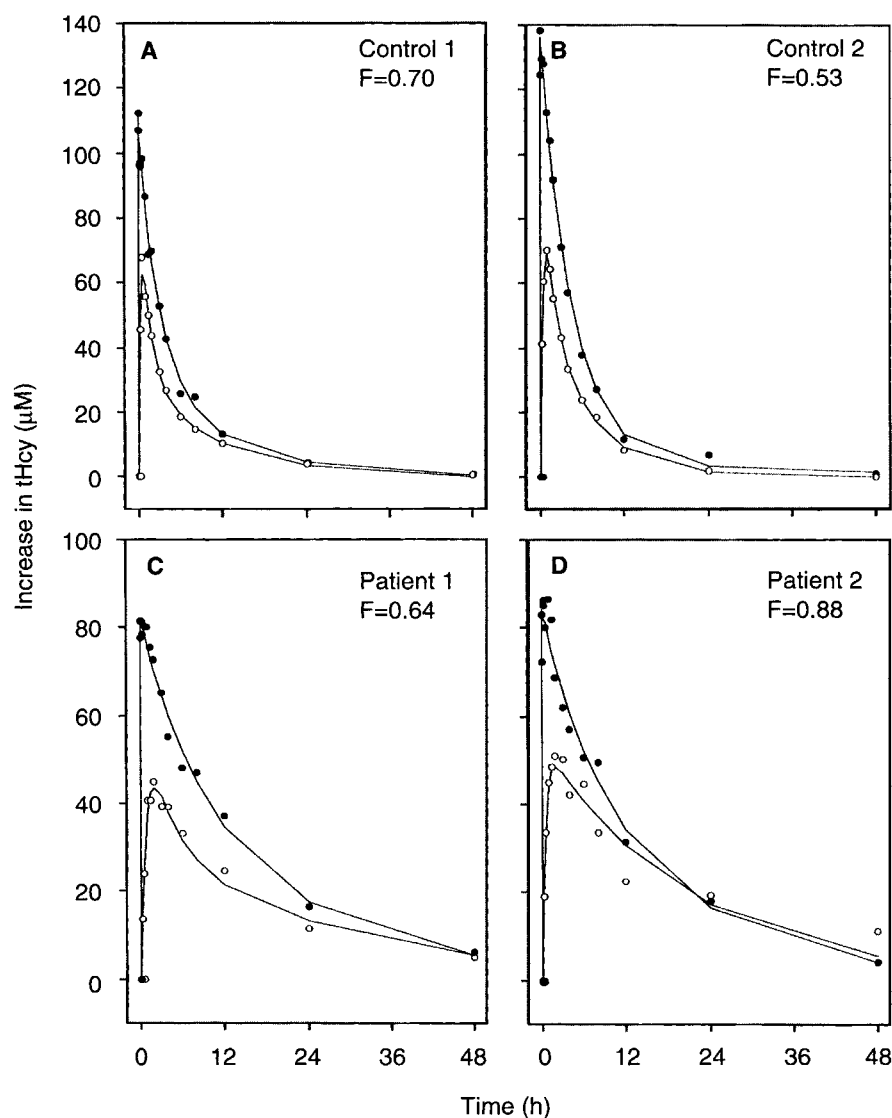 140
120
100
80
60
40
20
0
A
Control 1
F=0.70
B
Control 2
F=0.53
Increase in tHcy (µM)
100
80
60
40
20
0
C
Patient 1
F=0.64
D
Patient 2
F=0.88
0 12 24 36 48
0 12 24 36 48
Time (h)